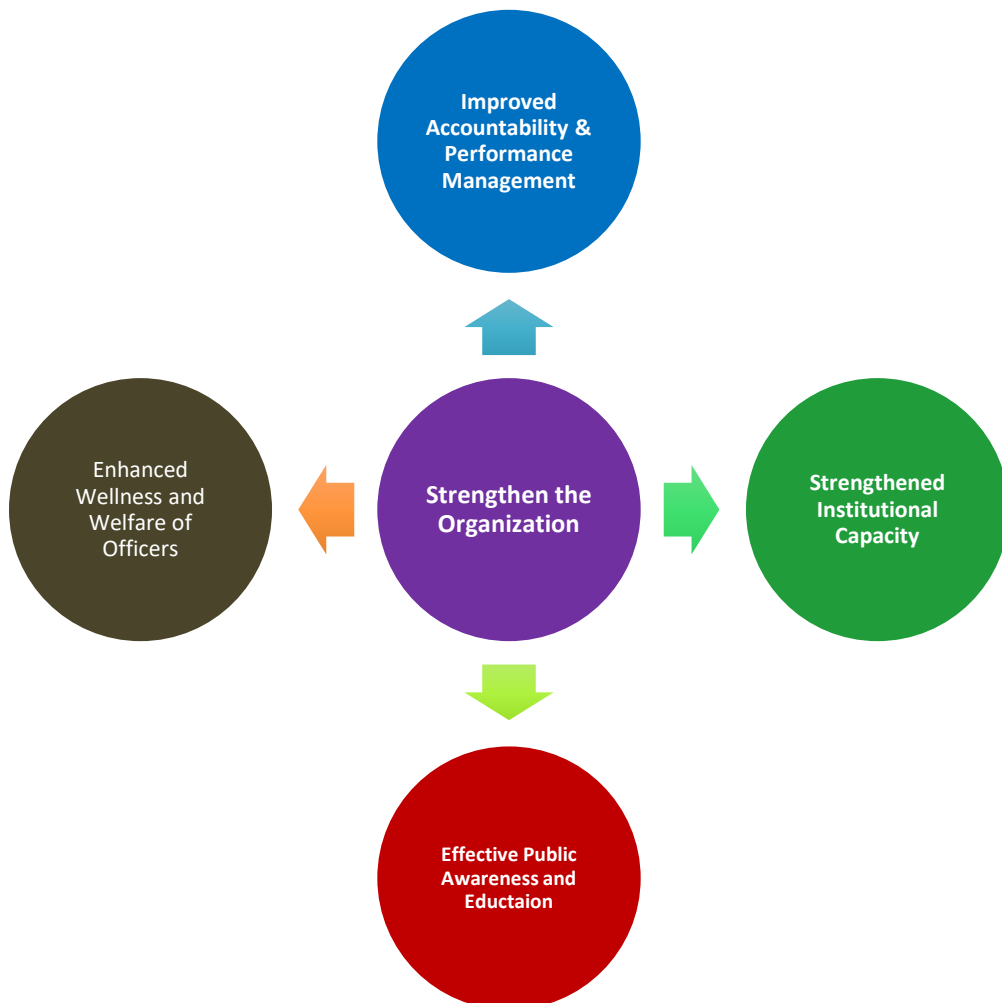 Improved
Accountability &
Performance
Management
Enhanced
Wellness and
Welfare of
Officers
Strengthen the
Organization
Strengthened
Institutional
Capacity
Effective Public
Awareness and
Eductaion